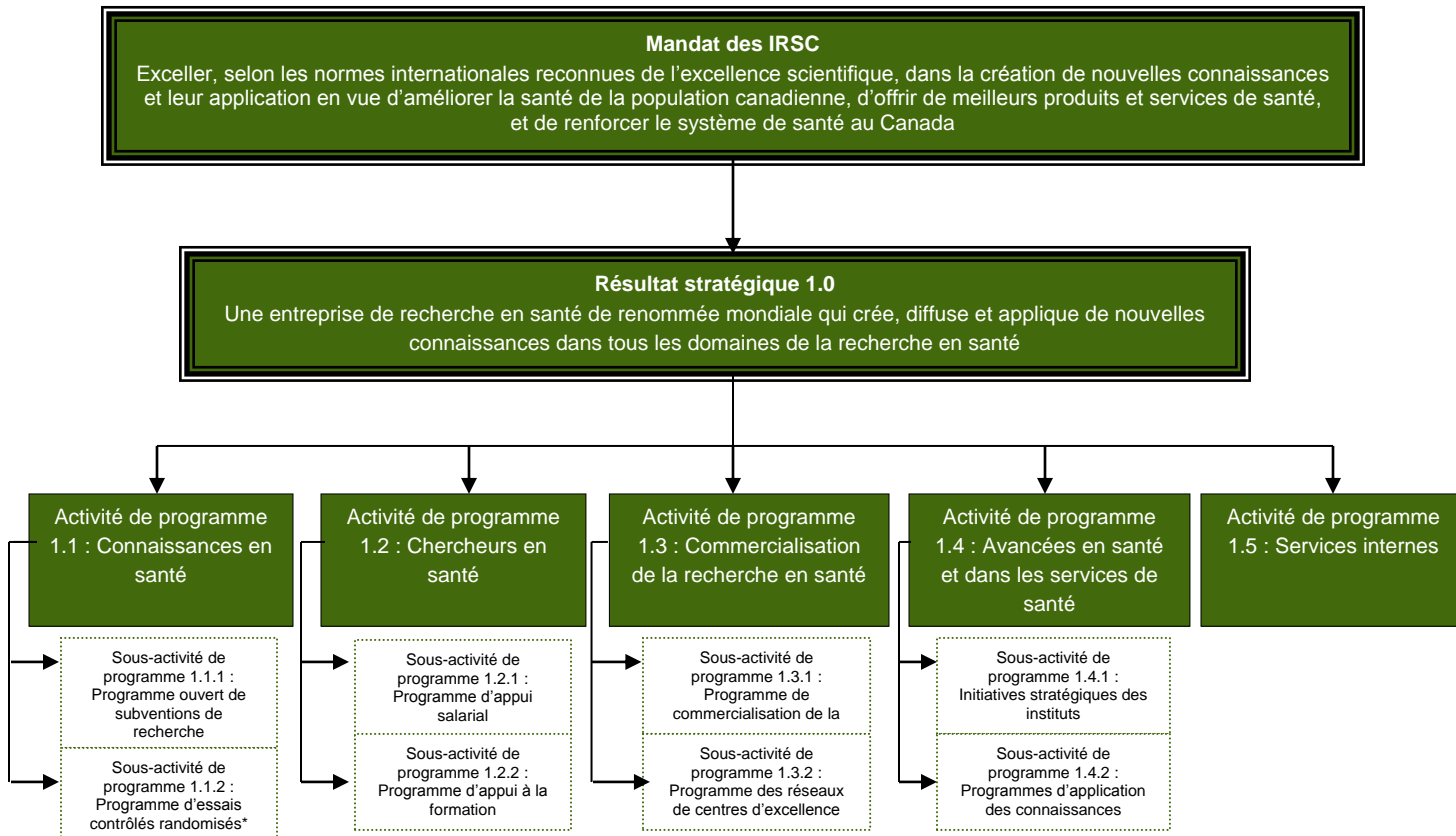 Mandat des IRSC
Exceller, selon les normes internationales reconnues de l'excellence scientifique, dans la création de nouvelles connaissances
et leur application en vue d'améliorer la santé de la population canadienne, d'offrir de meilleurs produits et services de santé,
et de renforcer le système de santé au Canada
Résultat stratégique 1.0
Une entreprise de recherche en santé de renommée mondiale qui crée, diffuse et applique de nouvelles
connaissances dans tous les domaines de la recherche en santé
Activité de programme
1.1 : Connaissances en
santé
Activité de programme
1.2 : Chercheurs en
santé
Activité de programme
1.3 : Commercialisation
de la recherche en santé
Activité de programme
1.4 : Avancées en santé
et dans les services de
santé
Activité de programme
1.5 : Services internes
Sous-activité de
programme 1.1.1 :
Programme ouvert de
subventions de
recherche
Sous-activité de
programme 1.2.1 :
Programme d'appui
salarial
Sous-activité de
programme 1.3.1 :
Programme de
commercialisation de la
Sous-activité de
programme 1.4.1 :
Initiatives stratégiques des
instituts
Sous-activité de
programme 1.1.2 :
Programme d'essais
contrôlés randomisés*
Sous-activité de
programme 1.2.2 :
Programme d'appui à la
formation
Sous-activité de
programme 1.3.2 :
Programme des réseaux
de centres d'excellence
Sous-activité de
programme 1.4.2 :
Programmes d'application
des connaissances